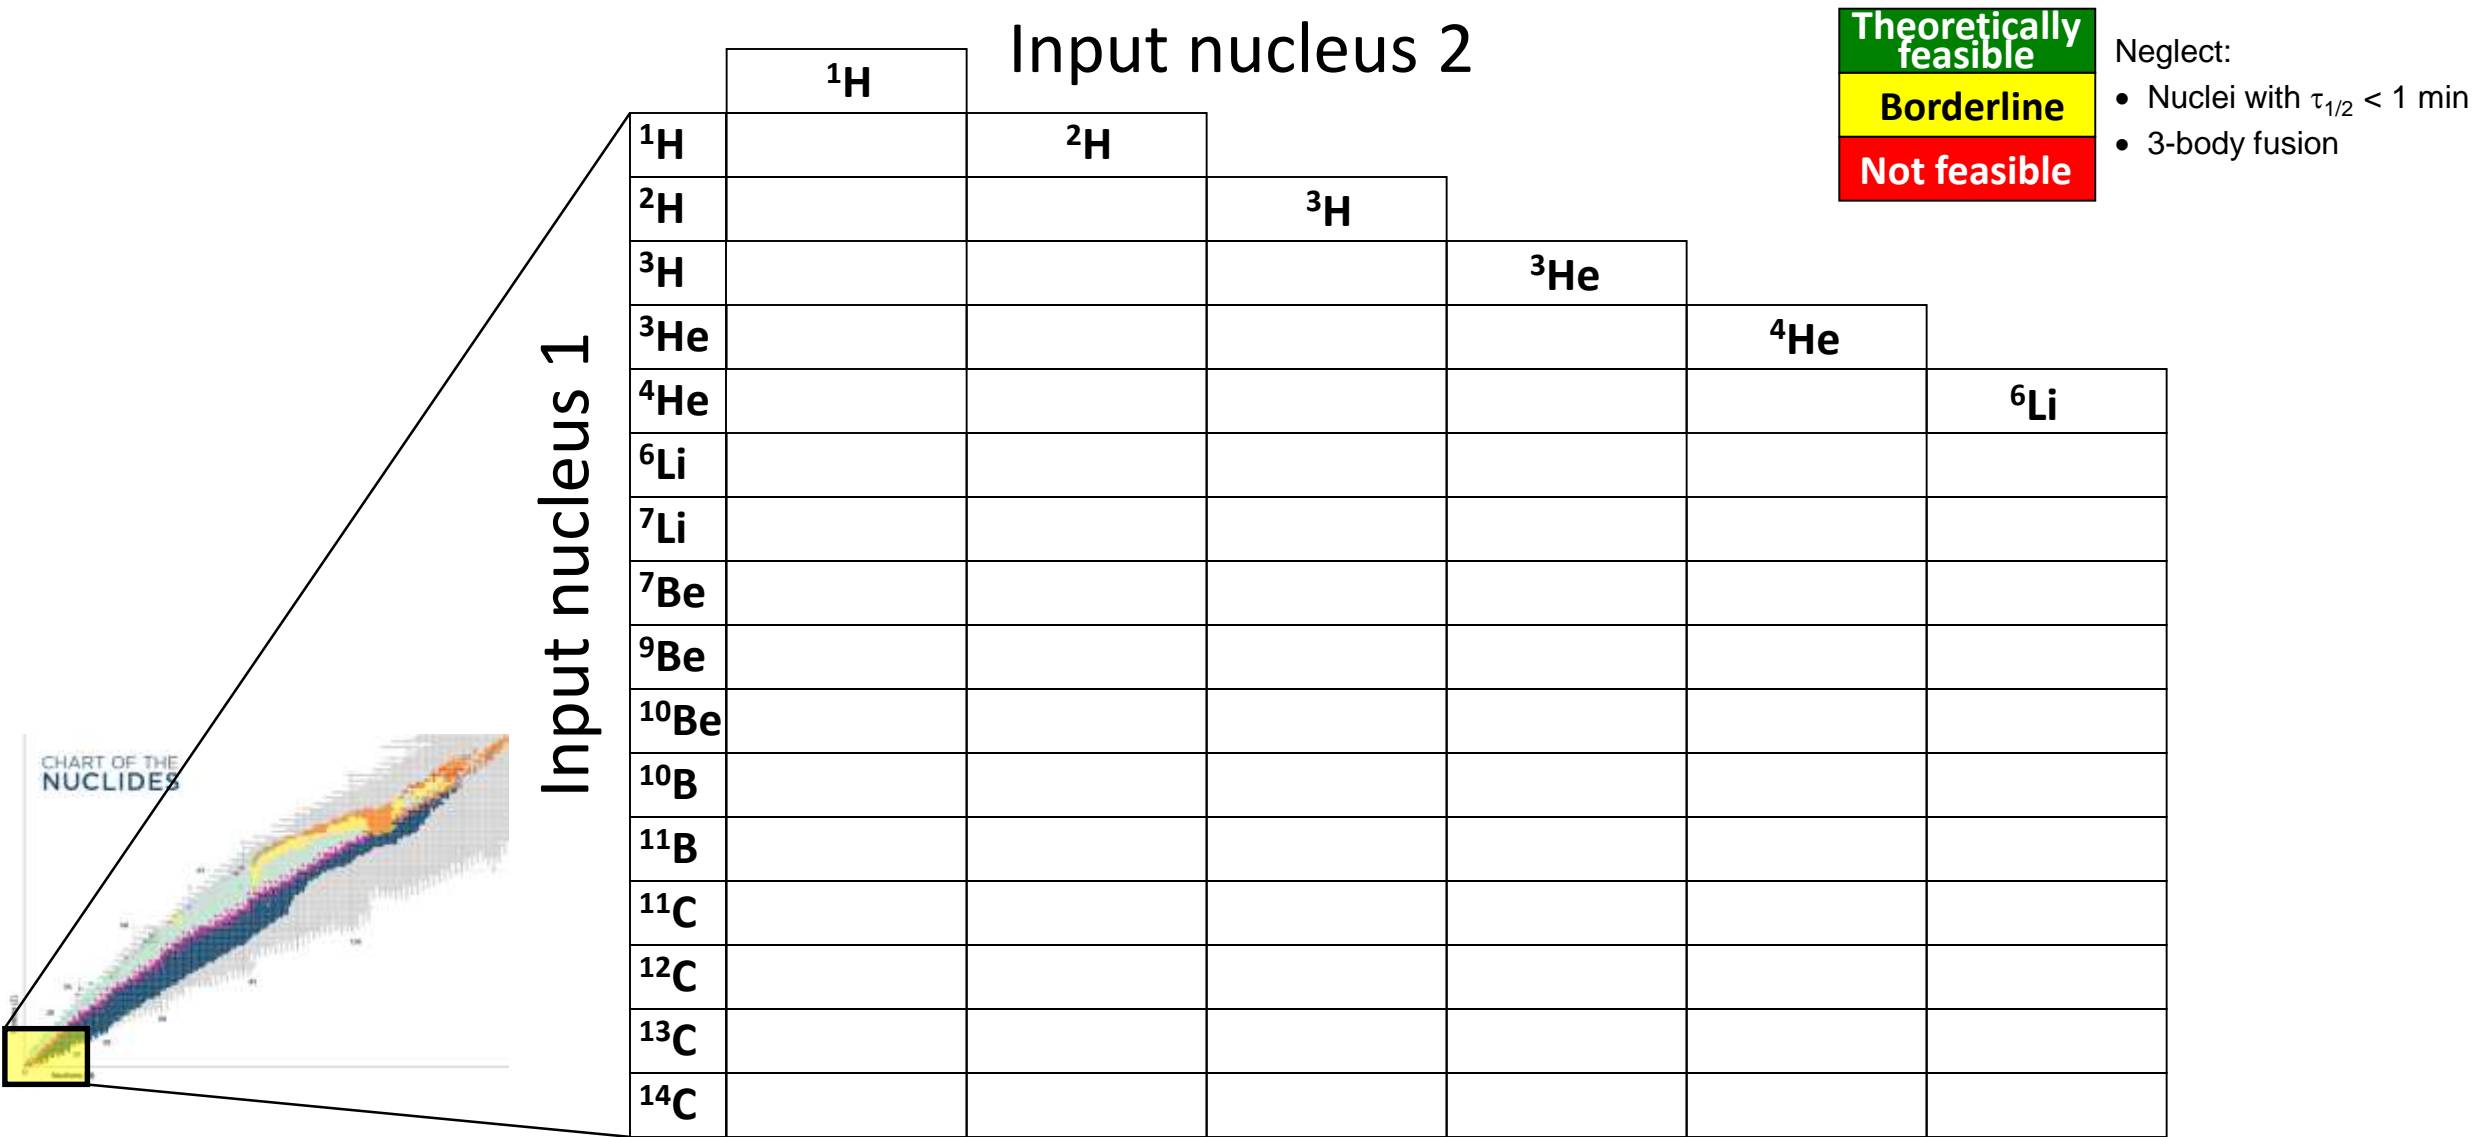 Input nucleus 2
Theoretically
feasible
Borderline
Not feasible
Neglect:
• Nuclei with τ1/2 < 1 min
• 3-body fusion
¹H
¹H
²H
²H
³H
³H
³He
³He
⁴He
⁴He
⁶Li
⁶Li
⁷Li
⁷Be
⁹Be
¹⁰Be
¹⁰B
¹¹B
¹¹C
¹²C
¹³C
¹⁴C
Input nucleus 1
CHART OF THE
NUCLIDES